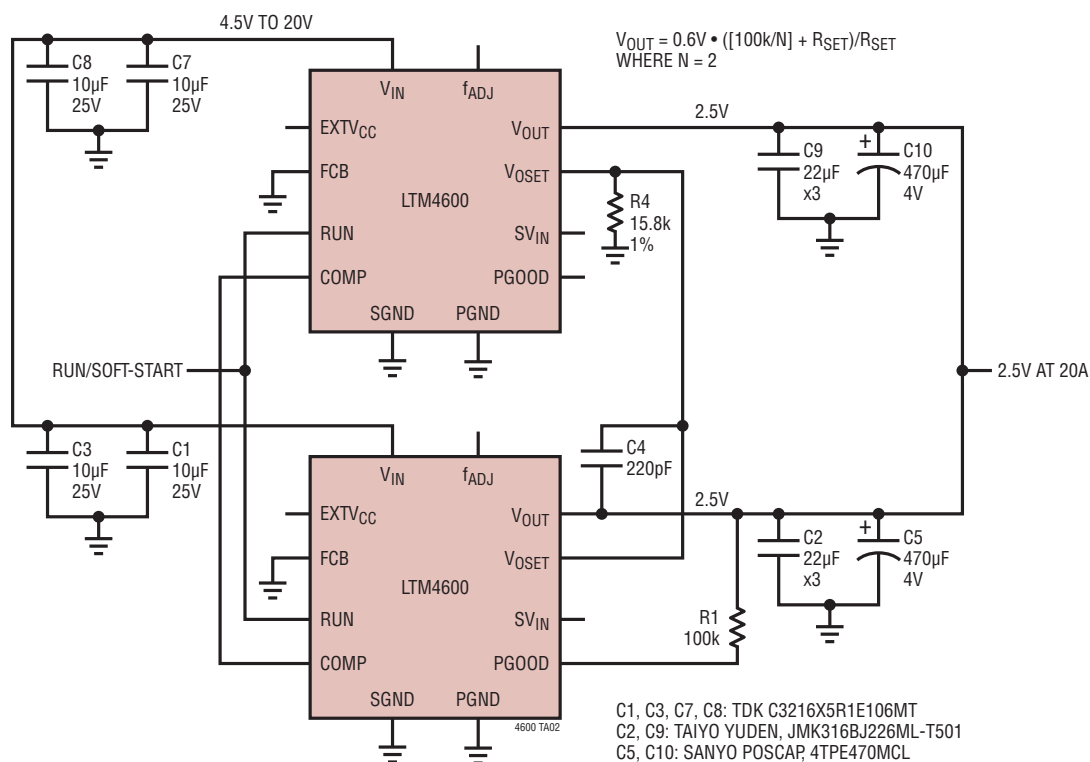 4.5V TO 20V
VOUT = 0.6V • ([100k/N] + RSET)/RSET
WHERE N = 2
C8
10µF
25V
C7
10µF
25V
VIN
fADJ
EXTVCC
FCB
RUN
COMP
LTM4600
VOUT
VOSET
SVIN
PGOOD
SGND
PGND
2.5V
R4
15.8k
1%
C9
22µF
x3
+
C10
470µF
4V
RUN/SOFT-START
2.5V AT 20A
C3
10µF
25V
C1
10µF
25V
VIN
fADJ
EXTVCC
FCB
RUN
COMP
LTM4600
VOUT
VOSET
SVIN
PGOOD
SGND
PGND
C4
220pF
2.5V
R1
100k
C2
22µF
x3
+
C5
470µF
4V
4600 TA02
C1, C3, C7, C8: TDK C3216X5R1E106MT
C2, C9: TAIYO YUDEN, JMK316BJ226ML-T501
C5, C10: SANYO POSCAP, 4TPE470MCL